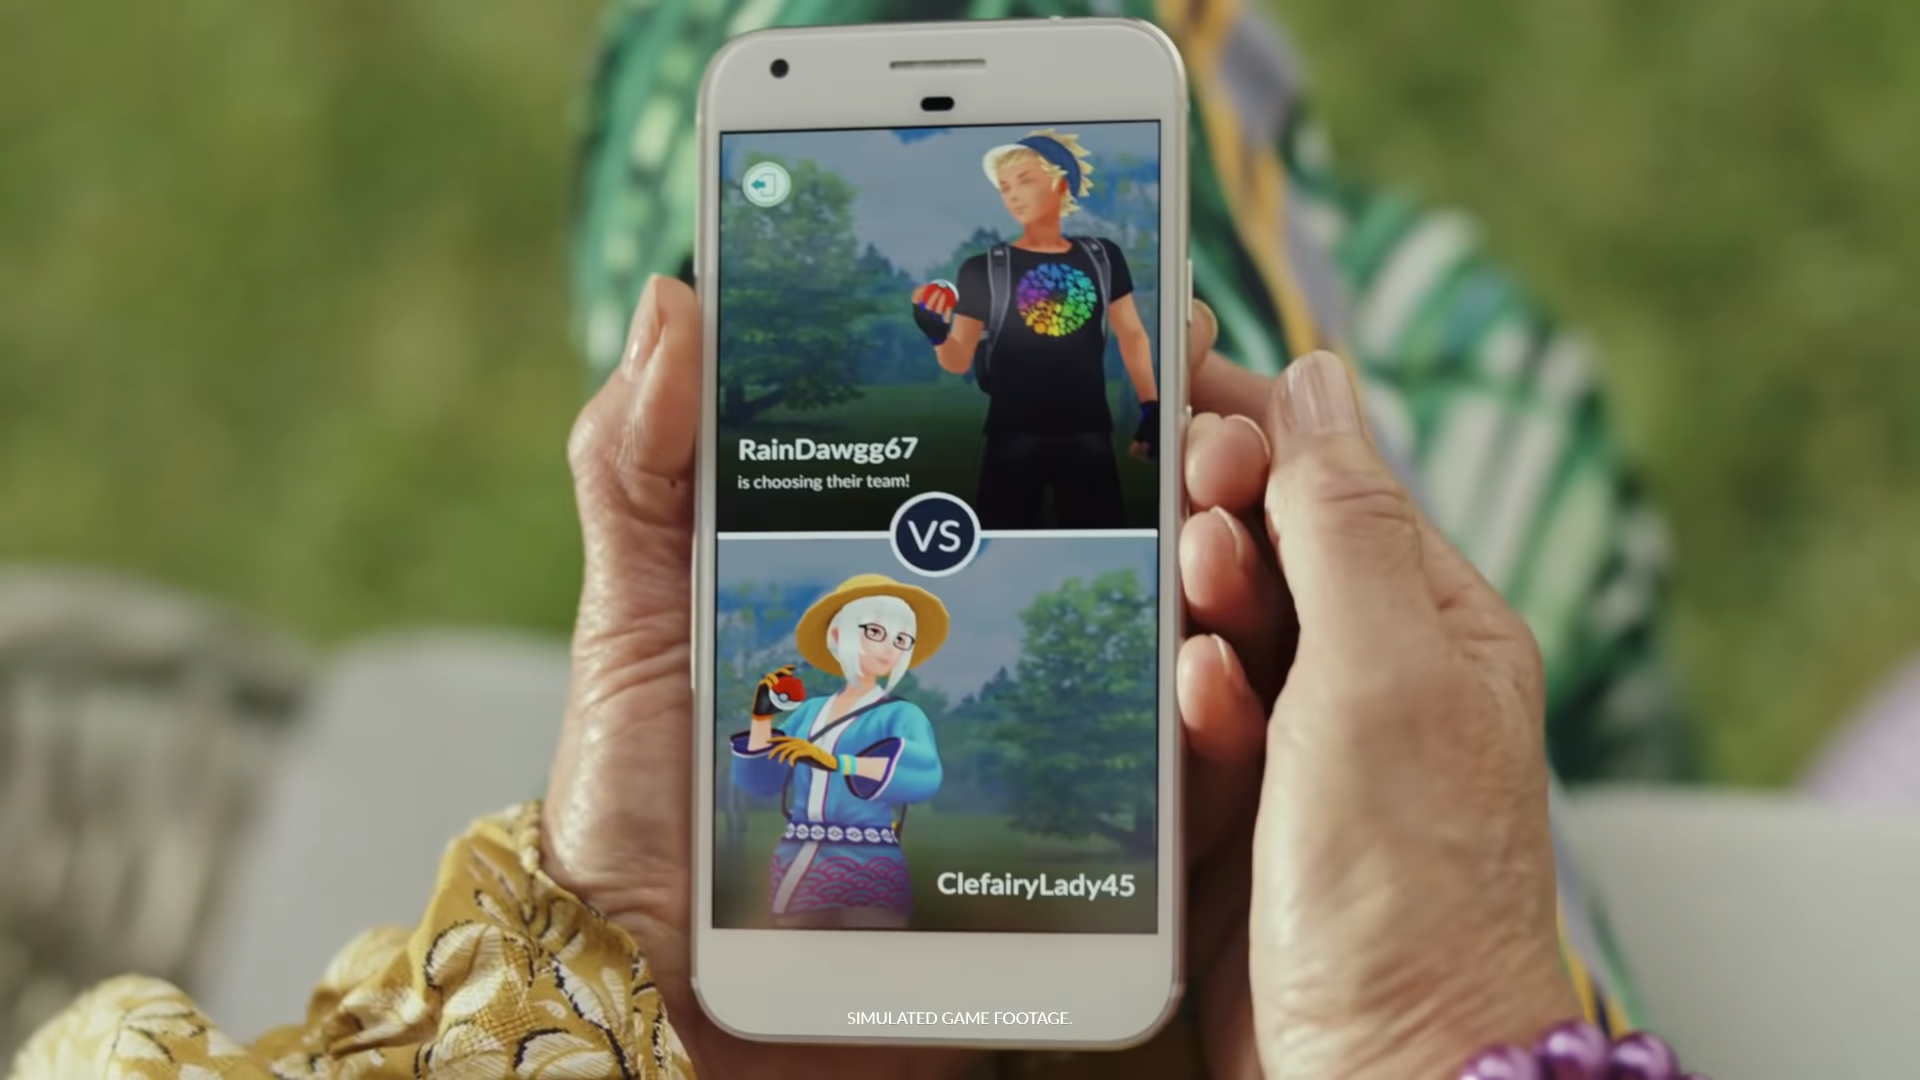 RainDawgg67
is choosing their team!
VS
ClefairyLady45
SIMULATED GAME FOOTAGE.